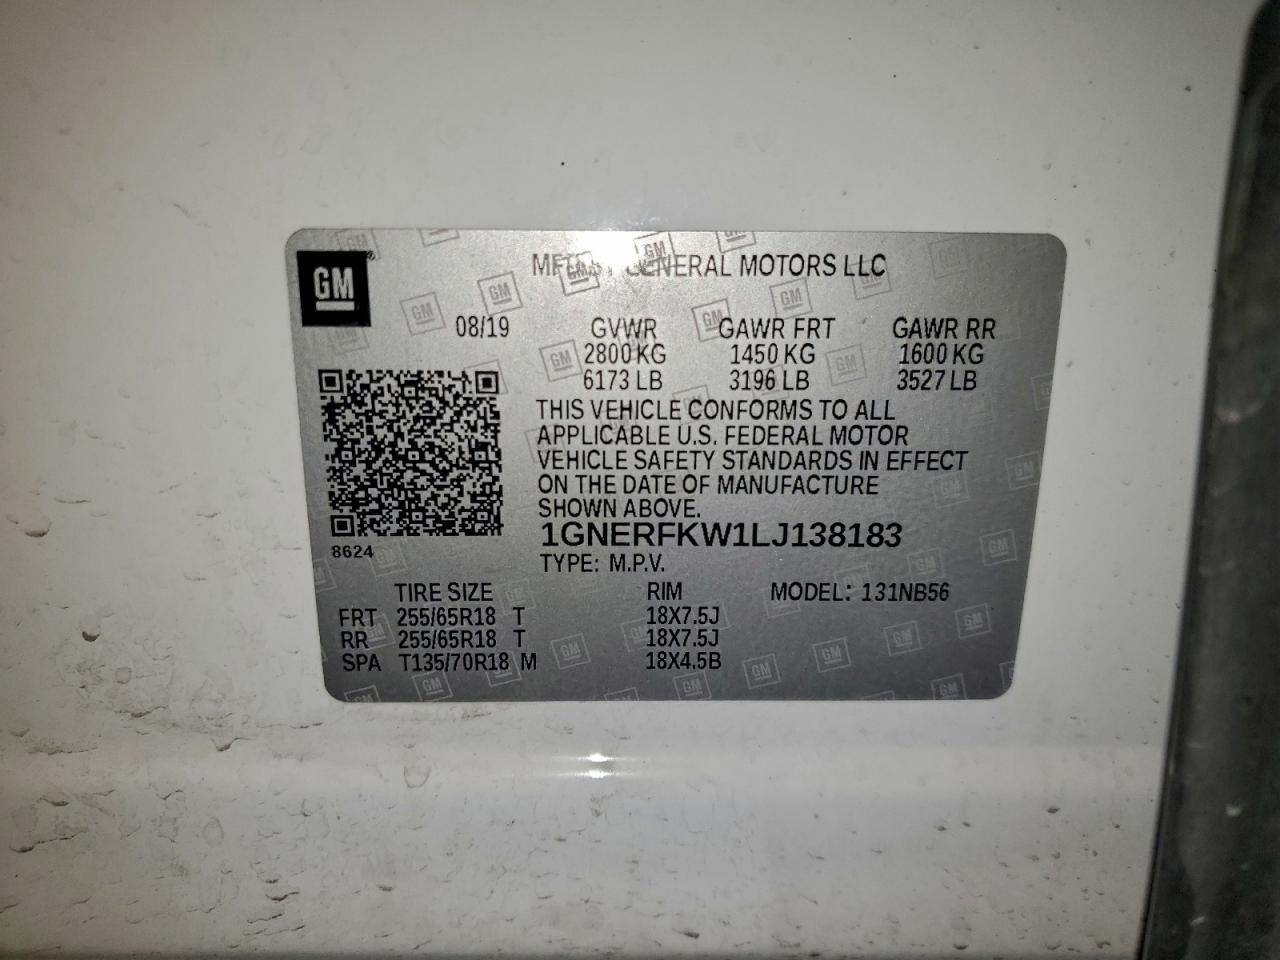 GM
MFD BY GENERAL MOTORS LLC
08/19 GVWR GAWR FRT GAWR RR
2800 KG 1450 KG 1600 KG
6173 LB 3196 LB 3527 LB
THIS VEHICLE CONFORMS TO ALL
APPLICABLE U.S. FEDERAL MOTOR
VEHICLE SAFETY STANDARDS IN EFFECT
ON THE DATE OF MANUFACTURE
SHOWN ABOVE.
1GNERFKW1LJ138183
8624
TYPE: M.P.V.
TIRE SIZE RIM MODEL: 131NB56
FRT 255/65R18 T 18X7.5J
RR 255/65R18 T 18X7.5J
SPA T135/70R18 M 18X4.5B